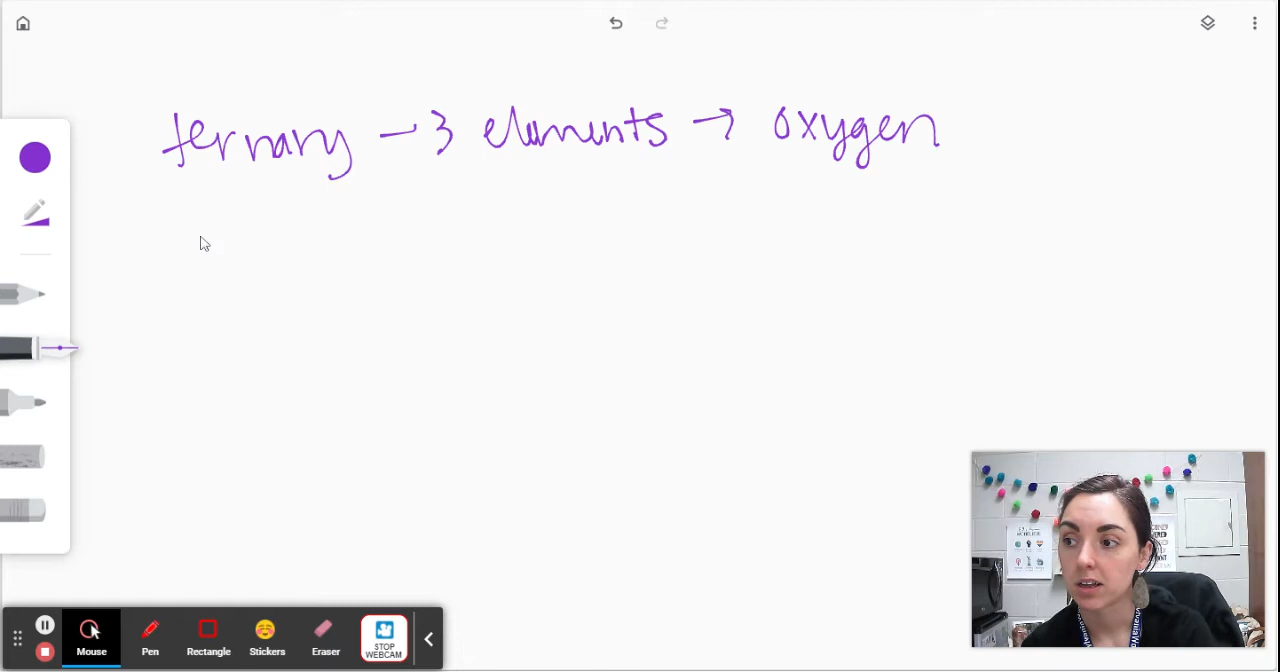 ternary - 3 elements → oxygen
Mouse
Pen
Rectangle
Stickers
Eraser
STOP
WEBCAM